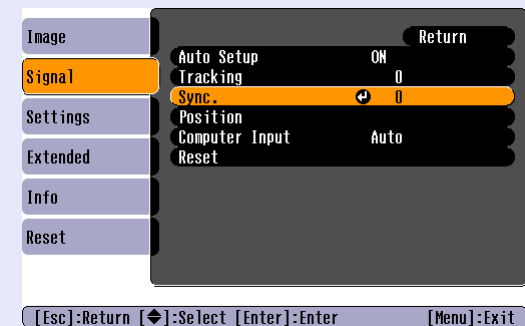 Image
Signal
Settings
Extended
Info
Reset
Return
Auto Setup ON
Tracking 0
Sync. 0
Position
Computer Input Auto
Reset
[Esc]:Return [◆]:Select [Enter]:Enter [Menu]:Exit